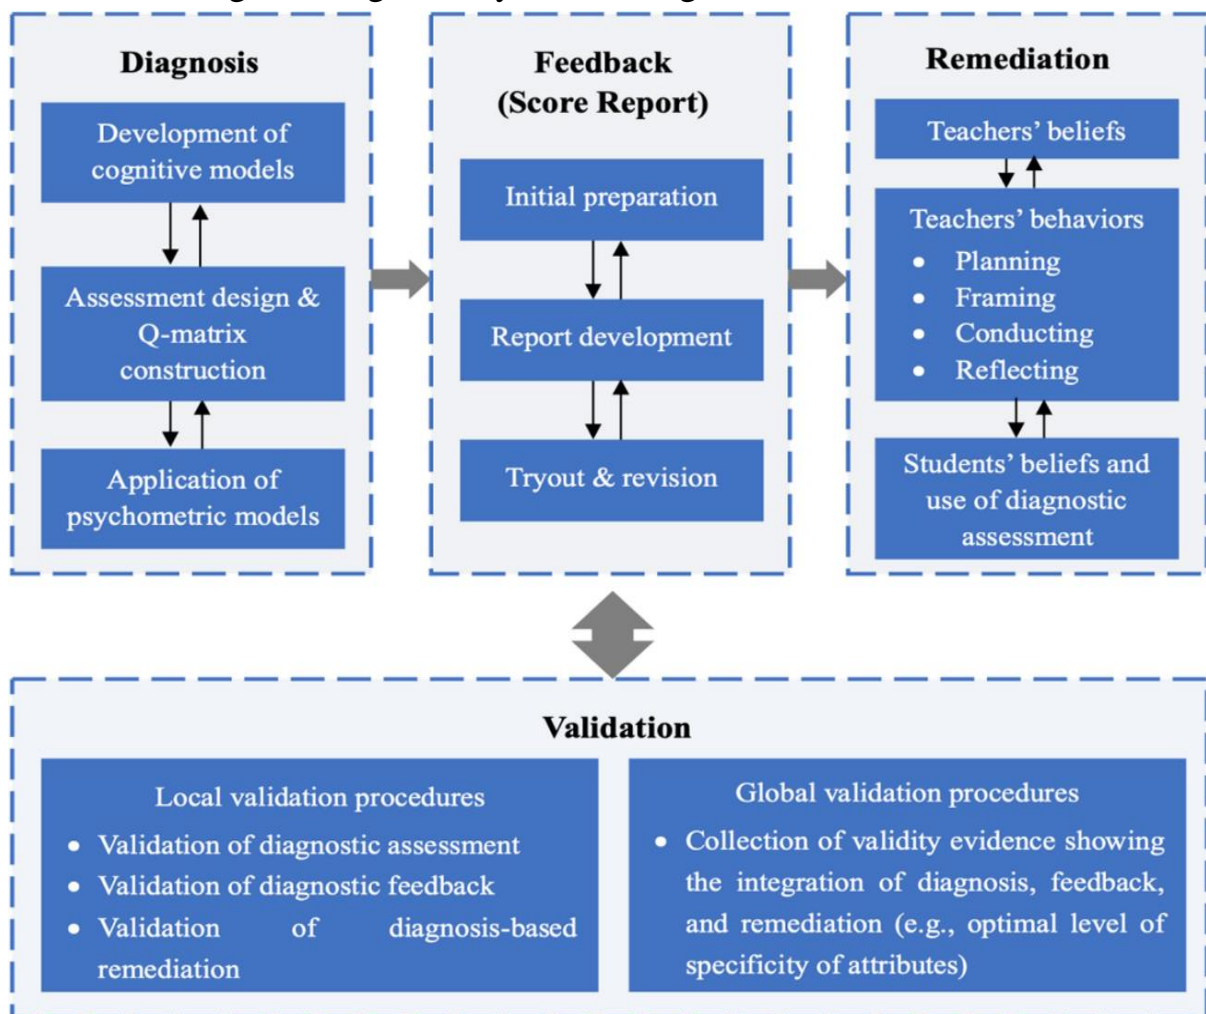 Diagnosis
Development of
cognitive models
Assessment design &
Q-matrix
construction
Application of
psychometric models
Feedback
(Score Report)
Initial preparation
Report development
Tryout & revision
Remediation
Teachers’ beliefs
Teachers’ behaviors
• Planning
• Framing
• Conducting
• Reflecting
Students’ beliefs and
use of diagnostic
assessment
Validation
Local validation procedures
• Validation of diagnostic assessment
• Validation of diagnostic feedback
• Validation of diagnosis-based
remediation
Global validation procedures
• Collection of validity evidence showing
the integration of diagnosis, feedback,
and remediation (e.g., optimal level of
specificity of attributes)